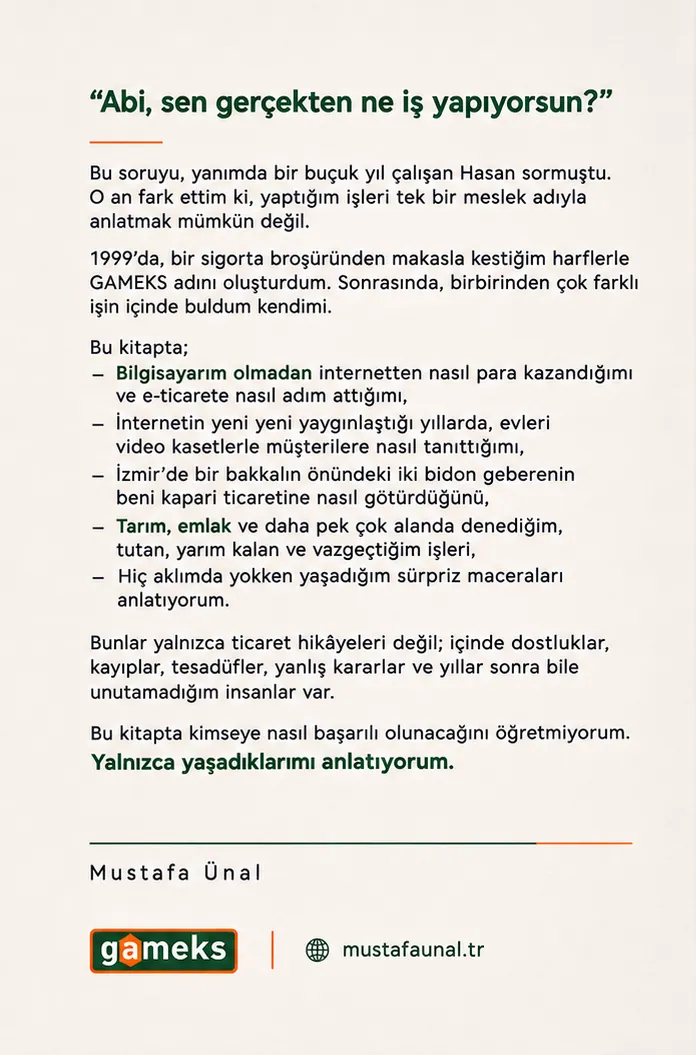 “Abi, sen gerçekten ne iş yapıyorsun?”
Bu soruyu, yanımda bir buçuk yıl çalışan Hasan sormuştu.
O an fark ettim ki, yaptığım işleri tek bir meslek adıyla
anlatmak mümkün değil.
1999’da, bir sigorta broşüründen makasla kestiğim harflerle
GAMEKS adını oluşturdum. Sonrasında, birbirinden çok farklı
işin içinde buldum kendimi.
Bu kitapta;
– Bilgisayarım olmadan internetten nasıl para kazandığımı
ve e-ticarete nasıl adım attığımı,
– İnternetin yeni yeni yaygınlaştığı yıllarda, evleri
video kasetlerle müşterilere nasıl tanıttığımı,
– İzmir’de bir bakkalın önündeki iki bidon geberenin
beni kapari ticaretine nasıl götürdüğünü,
– Tarım, emlak ve daha pek çok alanda denediğim,
tutan, yarım kalan ve vazgeçtiğim işleri,
– Hiç aklımda yokken yaşadığım sürpriz maceraları
anlatıyorum.
Bunlar yalnızca ticaret hikâyeleri değil; içinde dostluklar,
kayıplar, tesadüfler, yanlış kararlar ve yıllar sonra bile
unutamadığım insanlar var.
Bu kitapta kimseye nasıl başarılı olunacağını öğretmiyorum.
Yalnızca yaşadıklarımı anlatıyorum.
Mustafa Ünal
gameks
mustafaunal.tr